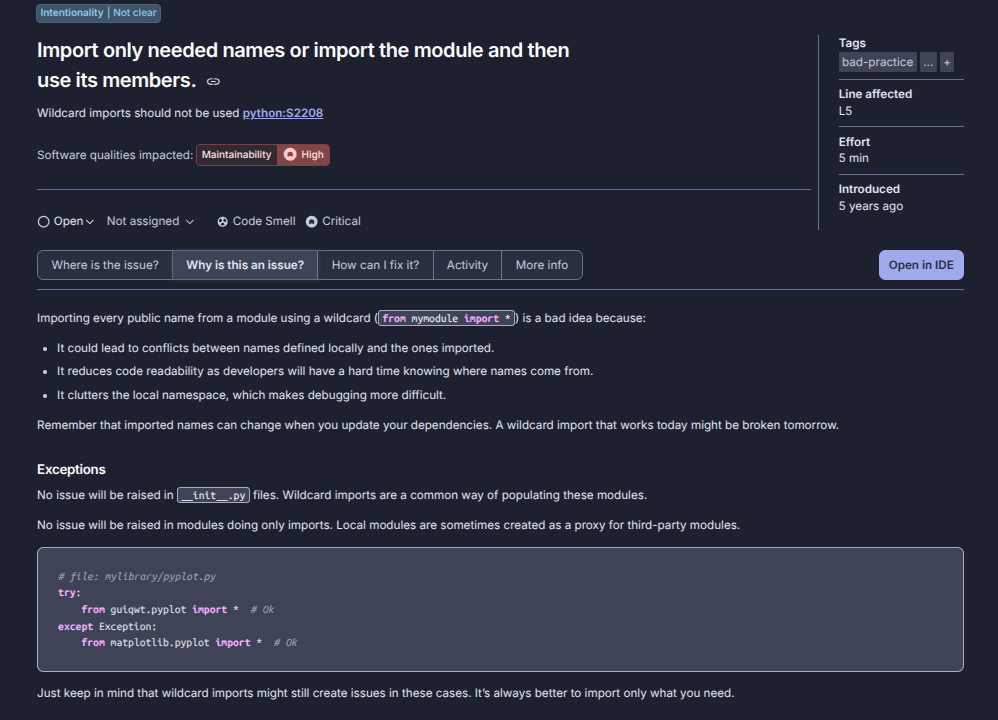 Intentionality | Not clear
Import only needed names or import the module and then
use its members.
Wildcard imports should not be used python:S2208
Software qualities impacted: Maintainability High
Tags
bad-practice ... +
Line affected
L5
Effort
5 min
Introduced
5 years ago
Open Not assigned Code Smell Critical
Where is the issue? Why is this an issue? How can I fix it? Activity More info Open in IDE
Importing every public name from a module using a wildcard (from mymodule import *) is a bad idea because:
• It could lead to conflicts between names defined locally and the ones imported.
• It reduces code readability as developers will have a hard time knowing where names come from.
• It clutters the local namespace, which makes debugging more difficult.
Remember that imported names can change when you update your dependencies. A wildcard import that works today might be broken tomorrow.
Exceptions
No issue will be raised in __init__.py files. Wildcard imports are a common way of populating these modules.
No issue will be raised in modules doing only imports. Local modules are sometimes created as a proxy for third-party modules.
# file: mylibrary/pyplot.py
try:
    from guiqwt.pyplot import *  # Ok
except Exception:
    from matplotlib.pyplot import *  # Ok
Just keep in mind that wildcard imports might still create issues in these cases. It’s always better to import only what you need.